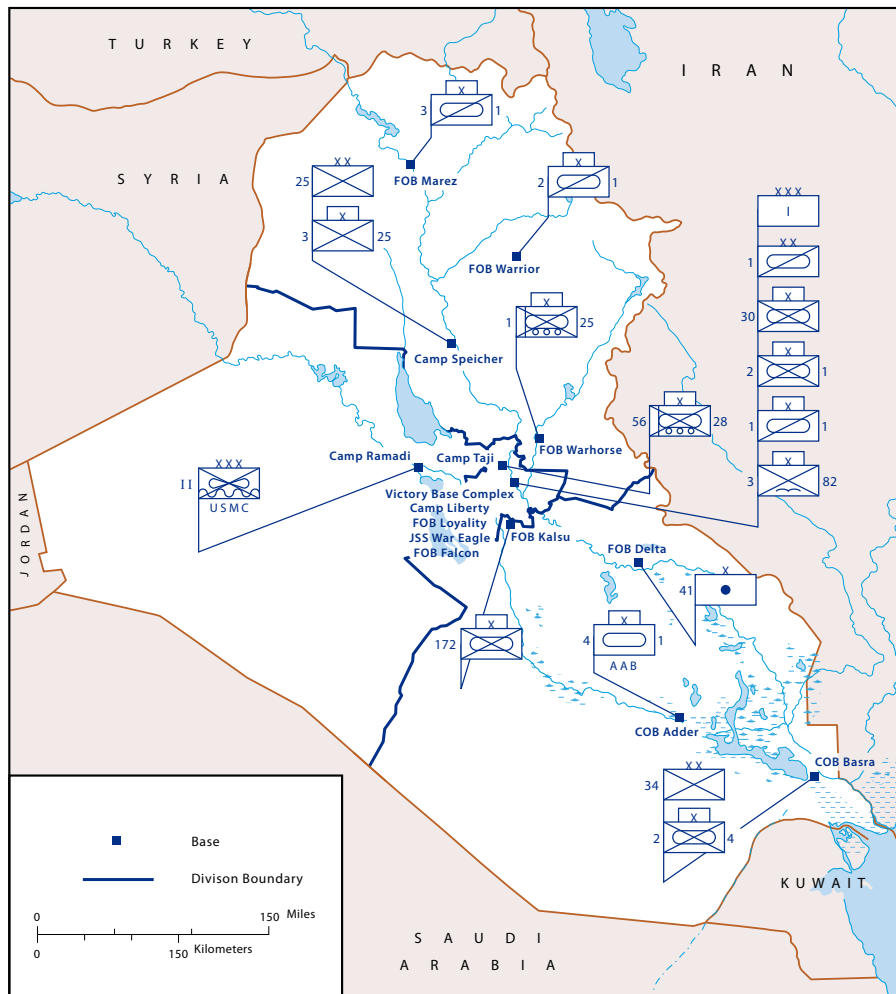 TURKEY
IRAN
SYRIA
X
3 1
FOB Marez
XX
25
X
3 25
X
2 1
FOB Warrior
XXX
I
XX
1
X
30
X
2 1
X
1 1
X
3 82
X
1 25
Camp Speicher
X
56 28
FOB Warhorse
Camp Ramadi
Camp Taji
XXX
II
USMC
Victory Base Complex
Camp Liberty
FOB Loyality
JSS War Eagle
FOB Falcon
FOB Kalsu
JORDAN
FOB Delta
X
41
X
4 1
AAB
X
172
COB Adder
COB Basra
XX
34
X
2 4
KUWAIT
SAUDI
ARABIA
Base
Divison Boundary
0 150 Miles
0 150 Kilometers